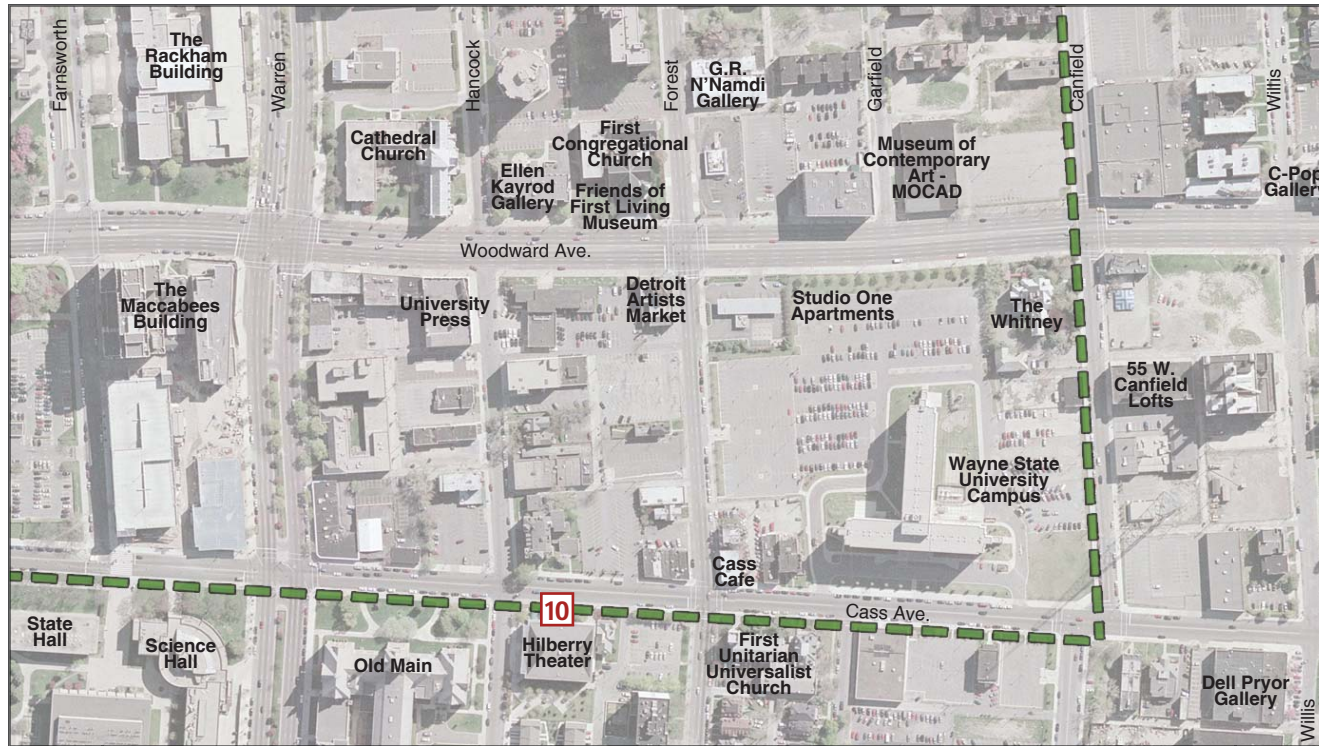 Farnsworth
The
Rackham
Building
Warren
Cathedral
Church
Hancock
Ellen
Kayrod
Gallery
First
Congregational
Church
Friends of
First Living
Museum
Forest
G.R.
N'Namdi
Gallery
Garfield
Museum of
Contemporary
Art -
MOCAD
Canfield
Willis
C-Pop
Gallery
Woodward Ave.
The
Maccabees
Building
University
Press
Detroit
Artists
Market
Studio One
Apartments
The
Whitney
55 W.
Canfield
Lofts
Wayne State
University
Campus
Cass
Cafe
Cass Ave.
10
State
Hall
Science
Hall
Old Main
Hilberry
Theater
First
Unitarian
Universalist
Church
Dell Pryor
Gallery
Willis